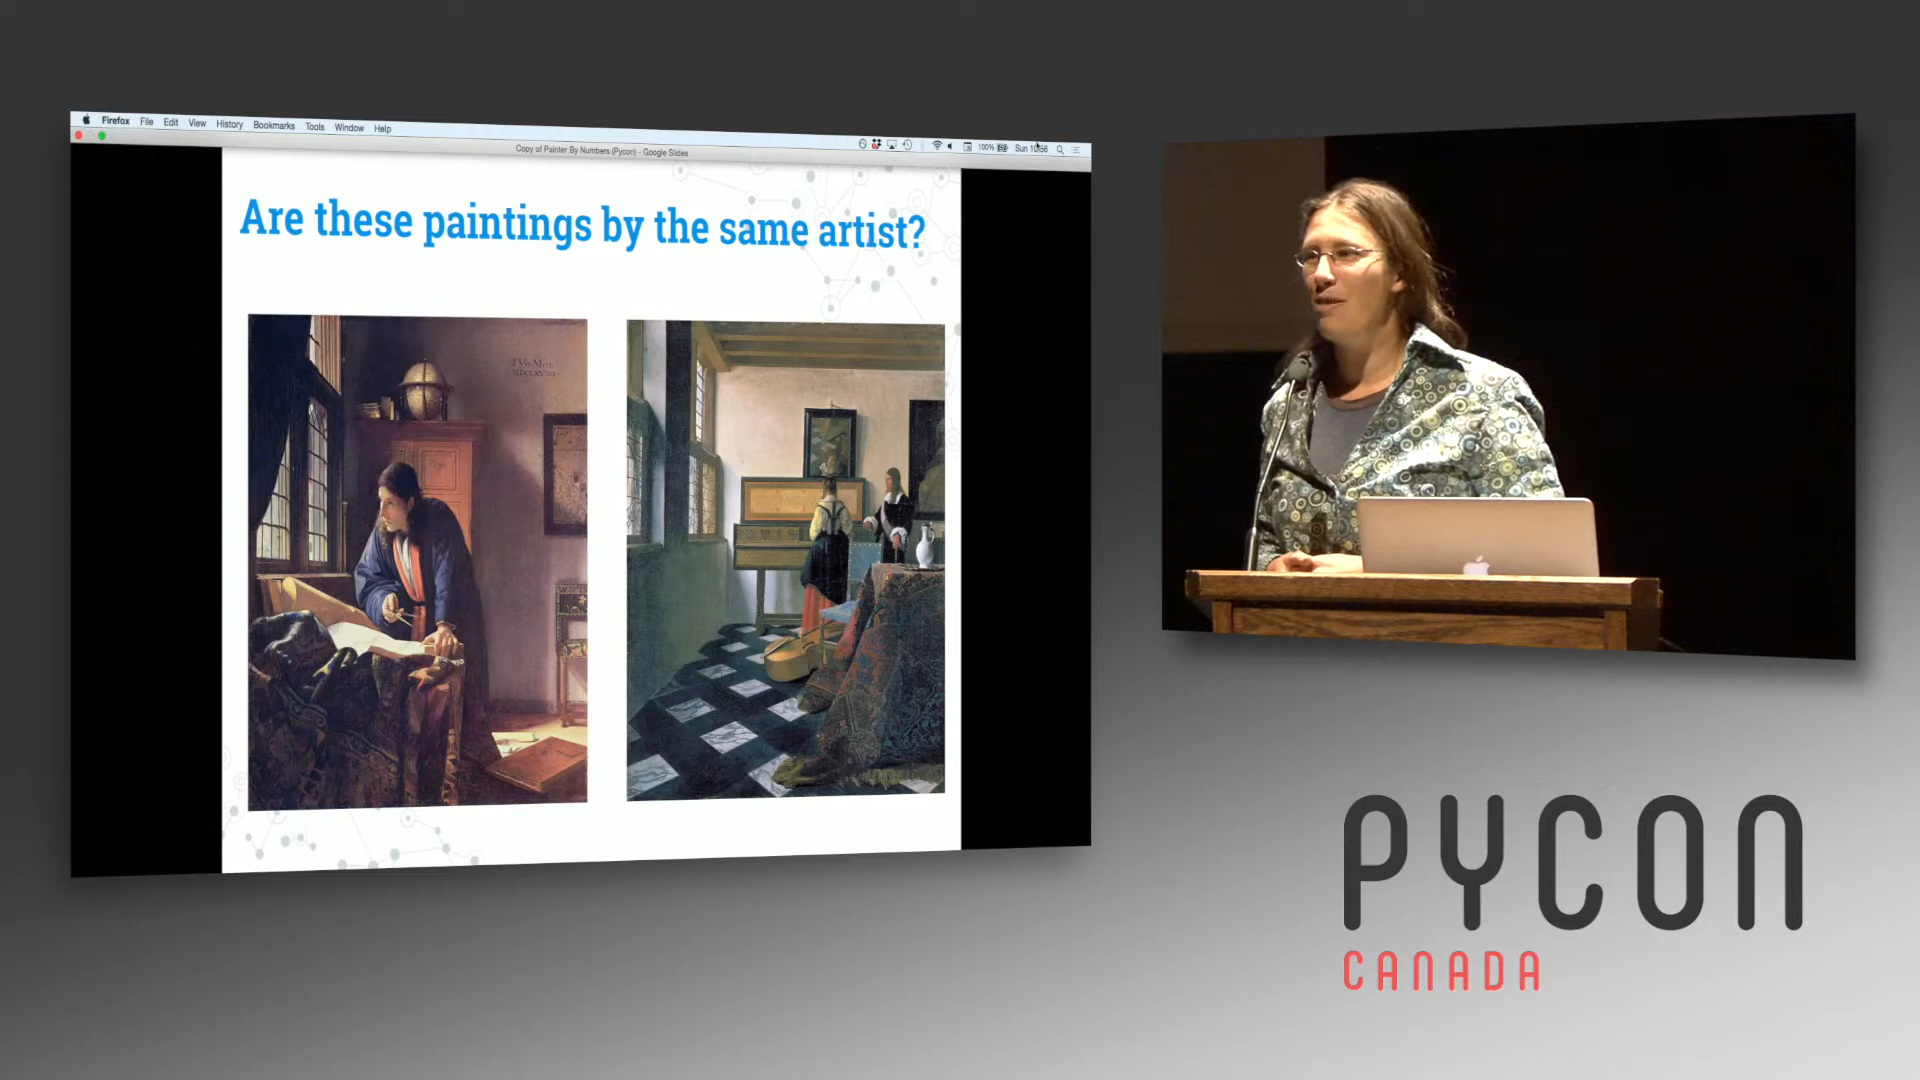 Firefox File Edit View History Bookmarks Tools Window Help
100% Sun 10:56
Copy of Painter By Numbers (Pycon) - Google Slides
Are these paintings by the same artist?
PYCON
CANADA